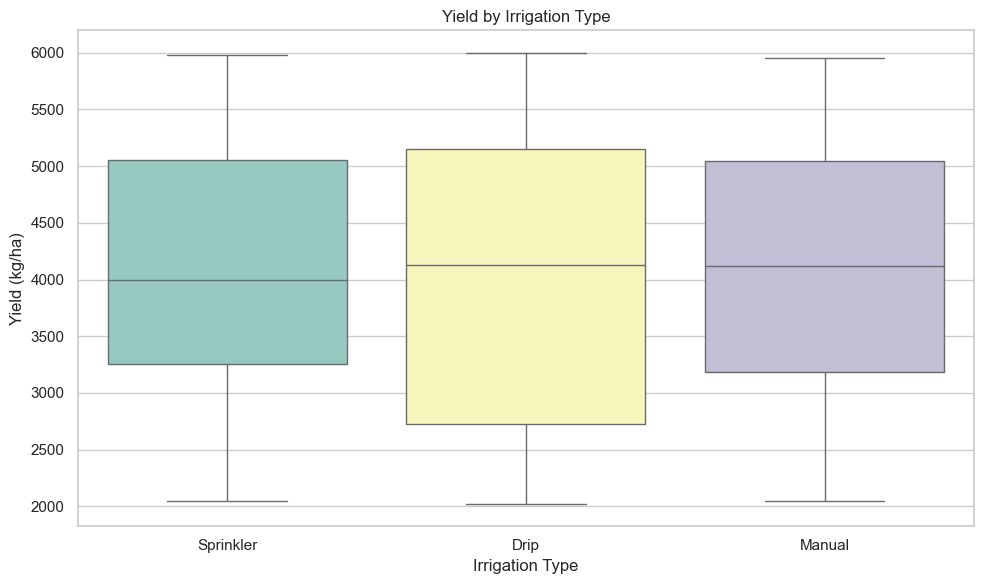 Yield by Irrigation Type
Yield (kg/ha)
6000
5500
5000
4500
4000
3500
3000
2500
2000
Sprinkler
Drip
Manual
Irrigation Type